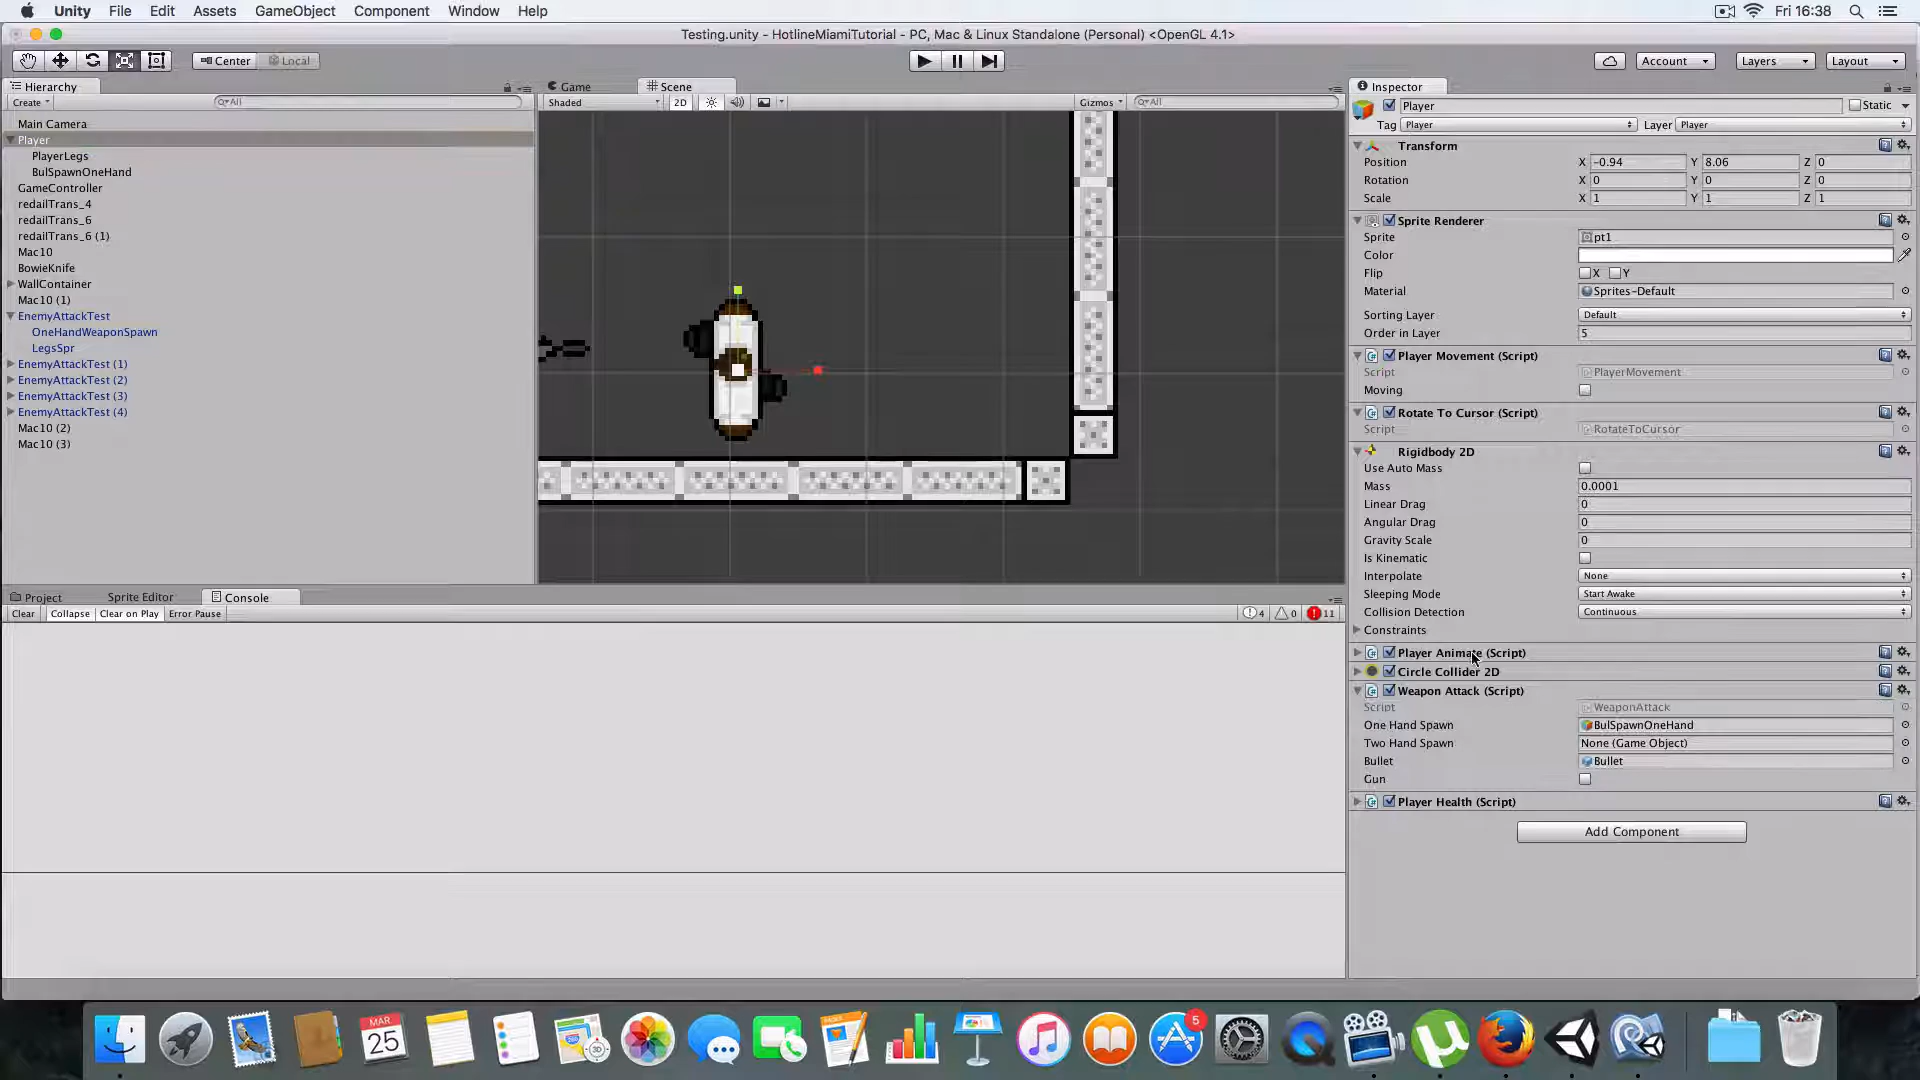 Unity File Edit Assets GameObject Component Window Help Fri 16:38
Testing.unity - HotlineMiamiTutorial - PC, Mac & Linux Standalone (Personal) <OpenGL 4.1>
Center Local Account Layers Layout
Hierarchy
Create All
Main Camera
Player
PlayerLegs
BulSpawnOneHand
GameController
redailTrans_4
redailTrans_6
redailTrans_6 (1)
Mac10
BowieKnife
WallContainer
Mac10 (1)
EnemyAttackTest
OneHandWeaponSpawn
LegsSpr
EnemyAttackTest (1)
EnemyAttackTest (2)
EnemyAttackTest (3)
EnemyAttackTest (4)
Mac10 (2)
Mac10 (3)
Game Scene
Shaded 2D Gizmos All
Project Sprite Editor Console
Clear Collapse Clear on Play Error Pause 4 0 11
Inspector
Player Static
Tag Player Layer Player
Transform
Position X -0.94 Y 8.06 Z 0
Rotation X 0 Y 0 Z 0
Scale X 1 Y 1 Z 1
Sprite Renderer
Sprite pt1
Color
Flip X Y
Material Sprites-Default
Sorting Layer Default
Order in Layer 5
Player Movement (Script)
Script PlayerMovement
Moving
Rotate To Cursor (Script)
Script RotateToCursor
Rigidbody 2D
Use Auto Mass
Mass 0.0001
Linear Drag 0
Angular Drag 0
Gravity Scale 0
Is Kinematic
Interpolate None
Sleeping Mode Start Awake
Collision Detection Continuous
Constraints
Player Animate (Script)
Circle Collider 2D
Weapon Attack (Script)
Script WeaponAttack
One Hand Spawn BulSpawnOneHand
Two Hand Spawn None (Game Object)
Bullet Bullet
Gun
Player Health (Script)
Add Component
MAR
25
5